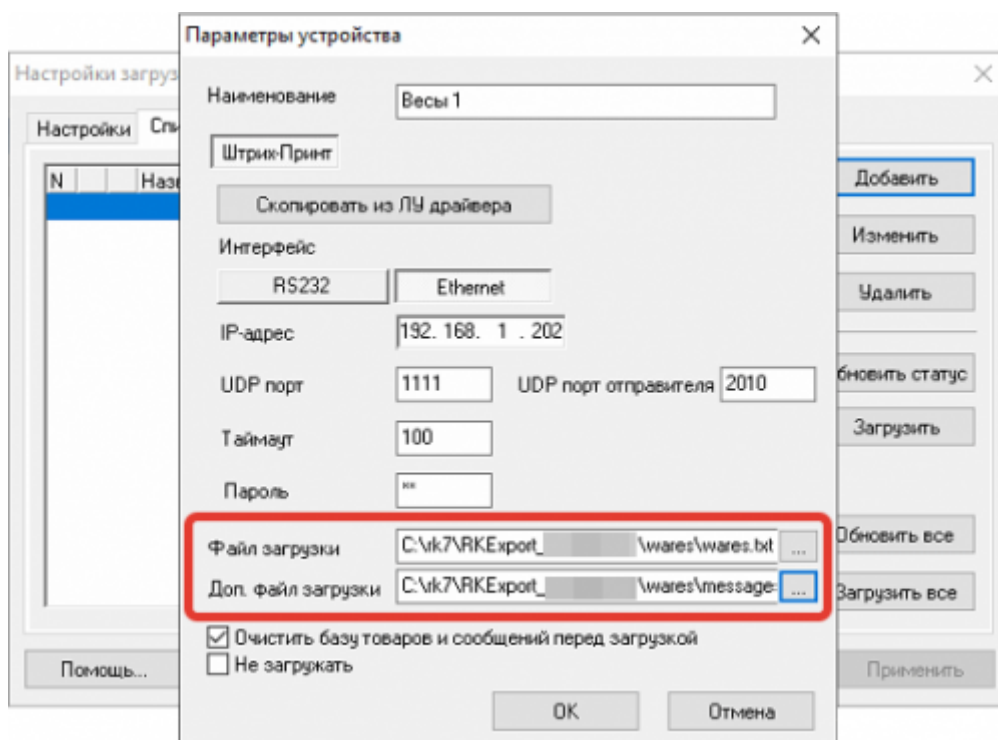 Параметры устройства
Настройки загруз
Наименование
Весы 1
Настройки
Спи
Штрих-Принт
N
Назв
Добавить
Скопировать из ЛУ драйвера
Изменить
Интерфейс
RS232
Ethernet
Удалить
IP-адрес
192. 168. 1 . 202
UDP порт
1111
UDP порт отправителя
2010
бновить статус
Таймаут
100
Загрузить
Пароль
**
Файл загрузки
C:\rk7\RKExport_ \wares\wares.txt
...
Обновить все
Доп. файл загрузки
C:\rk7\RKExport_ \wares\message
...
Загрузить все
Очистить базу товаров и сообщений перед загрузкой
Не загружать
Помощь...
Применить
OK
Отмена